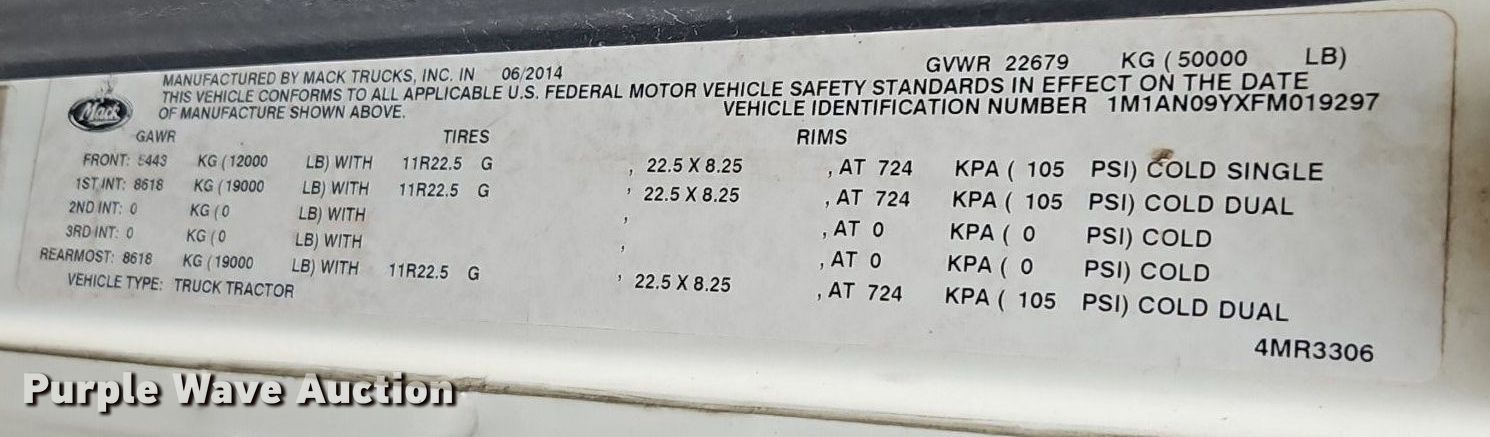 Mack
MANUFACTURED BY MACK TRUCKS, INC. IN 06/2014 GVWR 22679 KG ( 50000 LB)
THIS VEHICLE CONFORMS TO ALL APPLICABLE U.S. FEDERAL MOTOR VEHICLE SAFETY STANDARDS IN EFFECT ON THE DATE
OF MANUFACTURE SHOWN ABOVE. VEHICLE IDENTIFICATION NUMBER 1M1AN09YXFM019297
GAWR TIRES RIMS
FRONT: 5443 KG ( 12000 LB) WITH 11R22.5 G , 22.5 X 8.25 , AT 724 KPA ( 105 PSI) COLD SINGLE
1ST INT: 8618 KG ( 19000 LB) WITH 11R22.5 G , 22.5 X 8.25 , AT 724 KPA ( 105 PSI) COLD DUAL
2ND INT: 0 KG ( 0 LB) WITH , , AT 0 KPA ( 0 PSI) COLD
3RD INT: 0 KG ( 0 LB) WITH , , AT 0 KPA ( 0 PSI) COLD
REARMOST: 8618 KG ( 19000 LB) WITH 11R22.5 G , 22.5 X 8.25 , AT 724 KPA ( 105 PSI) COLD DUAL
VEHICLE TYPE: TRUCK TRACTOR
4MR3306
Purple Wave Auction